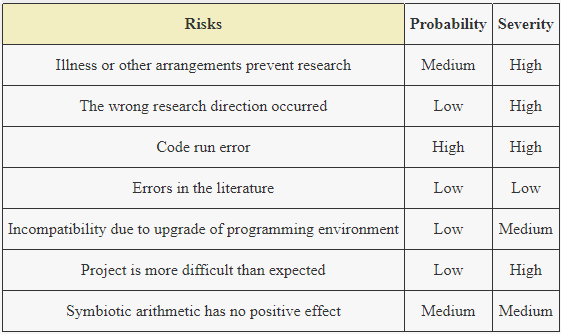 Risks Probability Severity
Illness or other arrangements prevent research Medium High
The wrong research direction occurred Low High
Code run error High High
Errors in the literature Low Low
Incompatibility due to upgrade of programming environment Low Medium
Project is more difficult than expected Low High
Symbiotic arithmetic has no positive effect Medium Medium